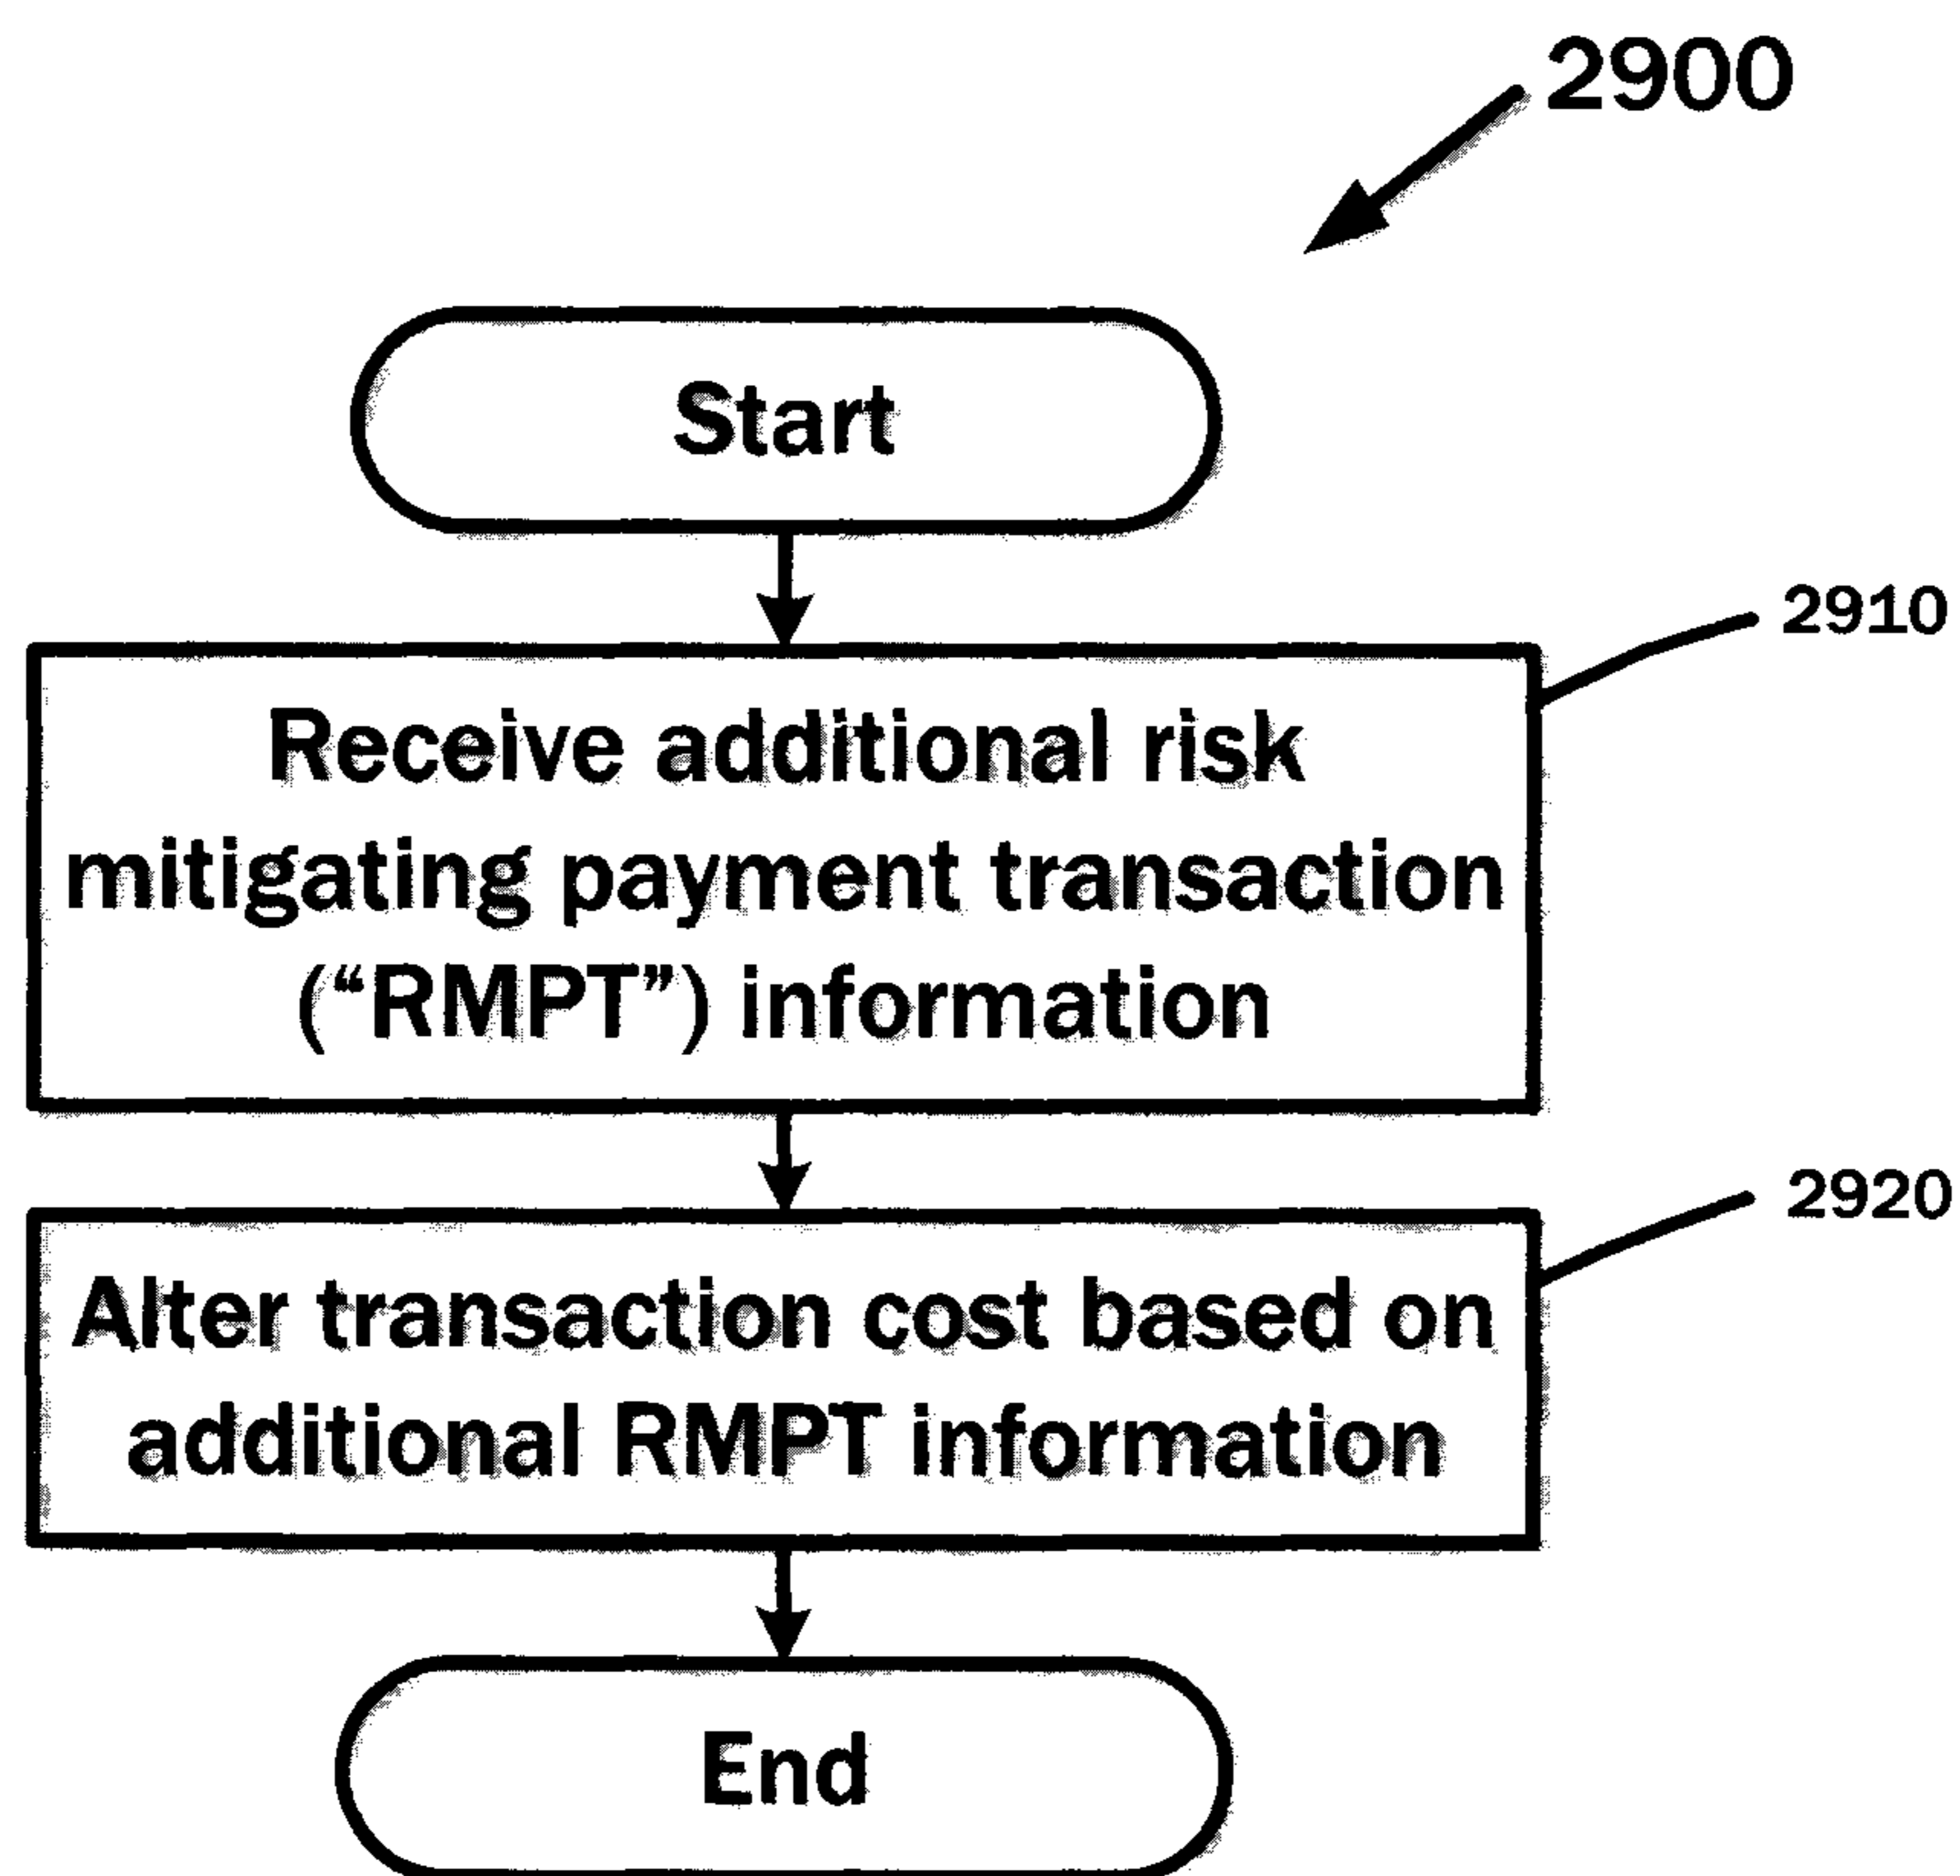 2900
Start
2910
Receive additional risk
mitigating payment transaction
(“RMPT”) information
2920
Alter transaction cost based on
additional RMPT information
End